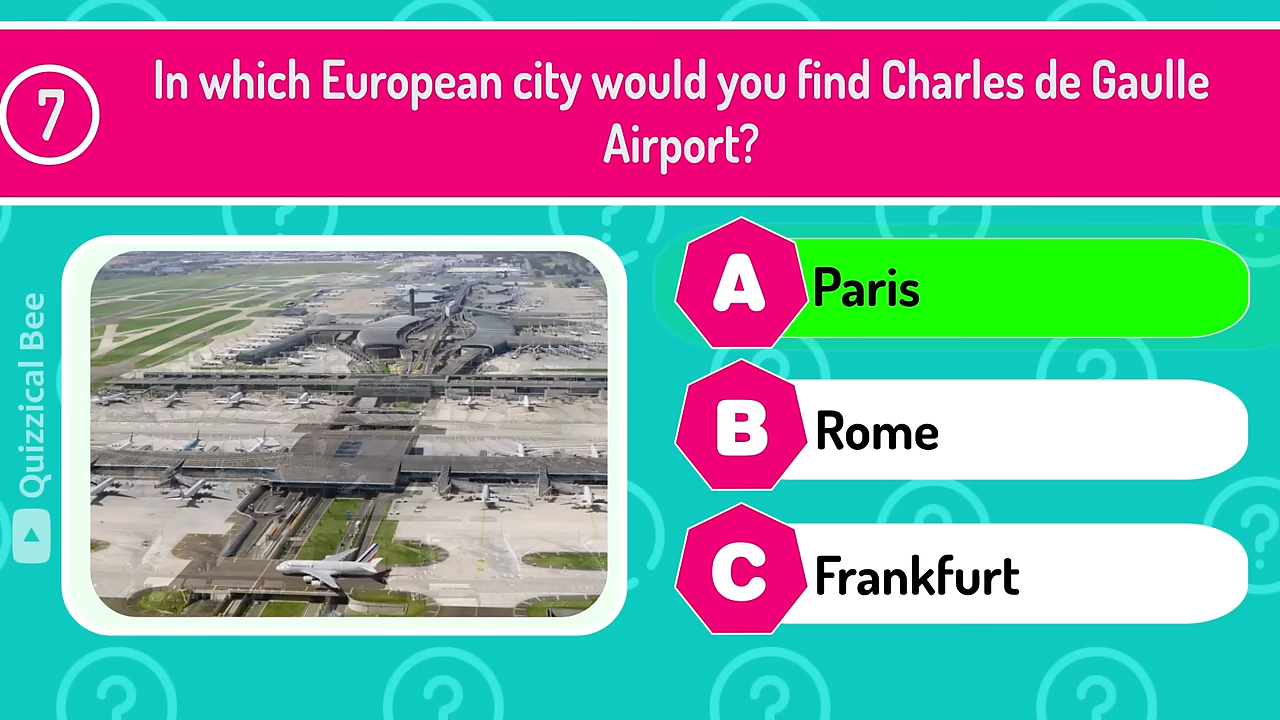 7
In which European city would you find Charles de Gaulle
Airport?
Quizzical Bee
A
Paris
B
Rome
C
Frankfurt